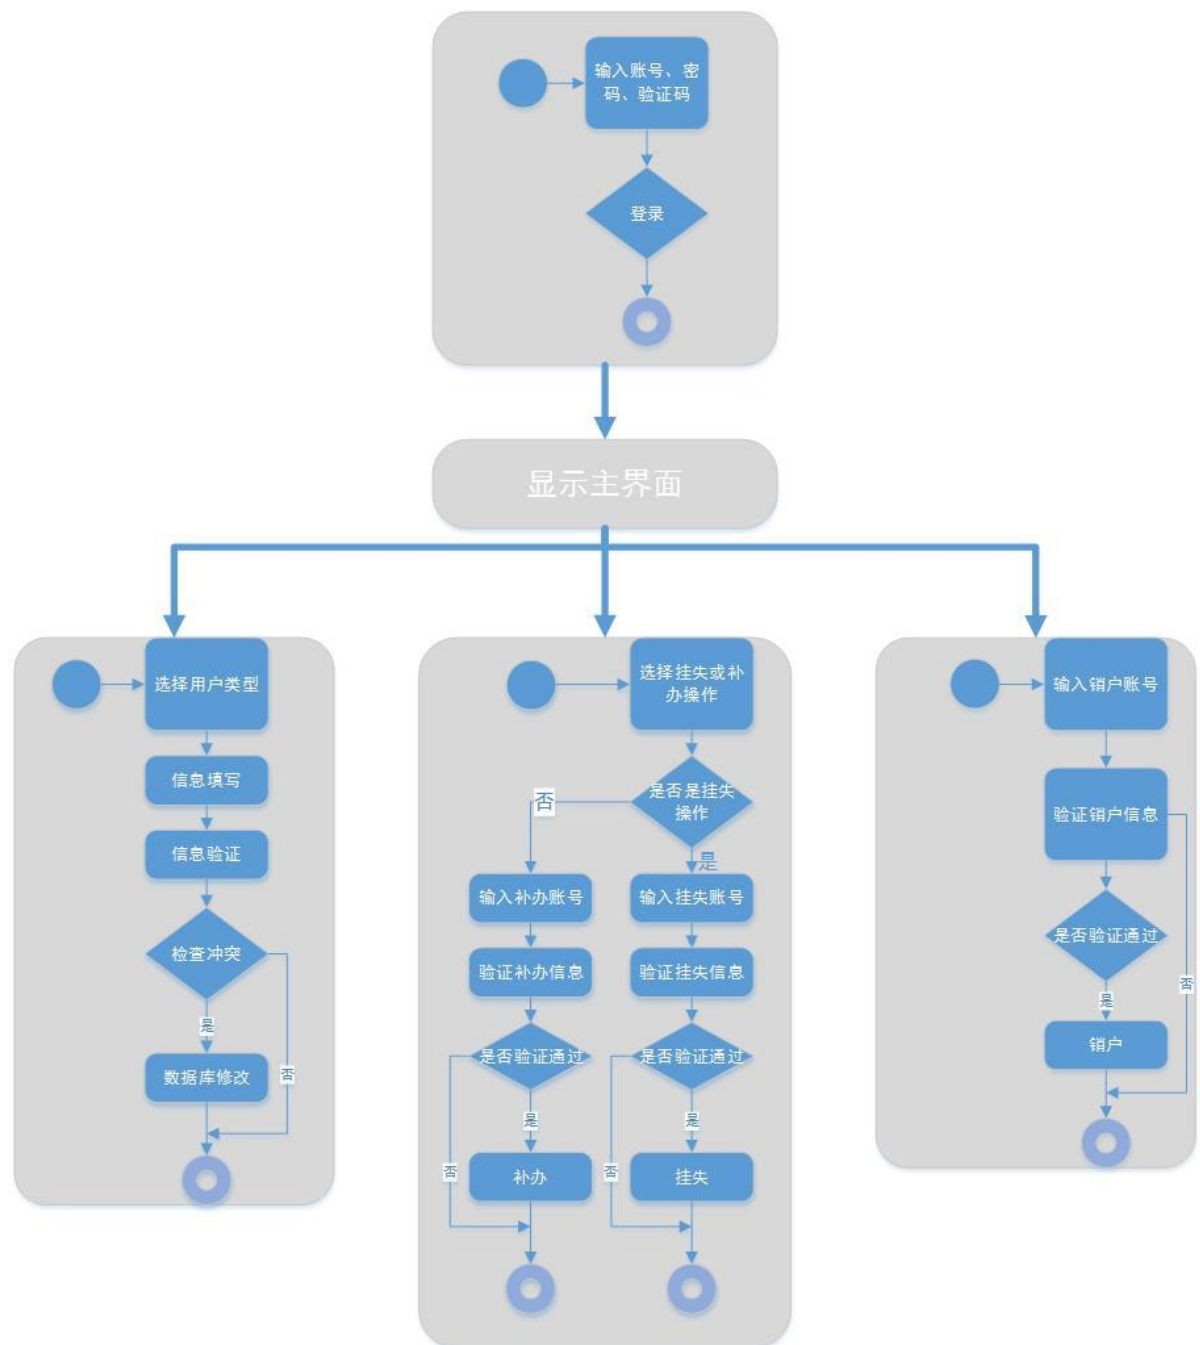 输入账号、密
码、验证码
登录
显示主界面
选择用户类型
信息填写
信息验证
检查冲突
是
数据库修改
否
选择挂失或补
办操作
是否是挂失
操作
否
是
输入补办账号
验证补办信息
是否验证通过
是
否
补办
输入挂失账号
验证挂失信息
是否验证通过
是
否
挂失
输入销户账号
验证销户信息
是否验证通过
否
是
销户